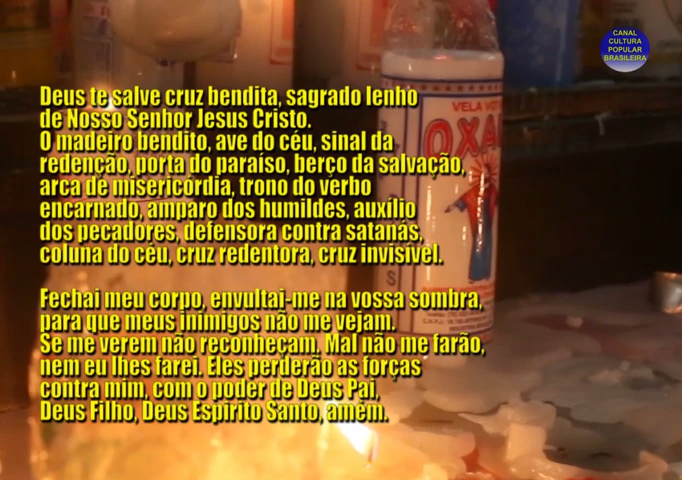 CANAL
CULTURA
POPULAR
BRASILEIRA
VELA VOT
OXA
Deus te salve cruz bendita, sagrado lenho
de Nosso Senhor Jesus Cristo.
O madeiro bendito, ave do céu, sinal da
redenção, porta do paraíso, berço da salvação,
arca de misericórdia, trono do verbo
encarnado, amparo dos humildes, auxílio
dos pecadores, defensora contra satanás,
coluna do céu, cruz redentora, cruz invisível.
Fechai meu corpo, envultai-me na vossa sombra,
para que meus inimigos não me vejam.
Se me verem não reconheçam. Mal não me farão,
nem eu lhes farei. Eles perderão as forças
contra mim, com o poder de Deus Pai,
Deus Filho, Deus Espirito Santo, amém.